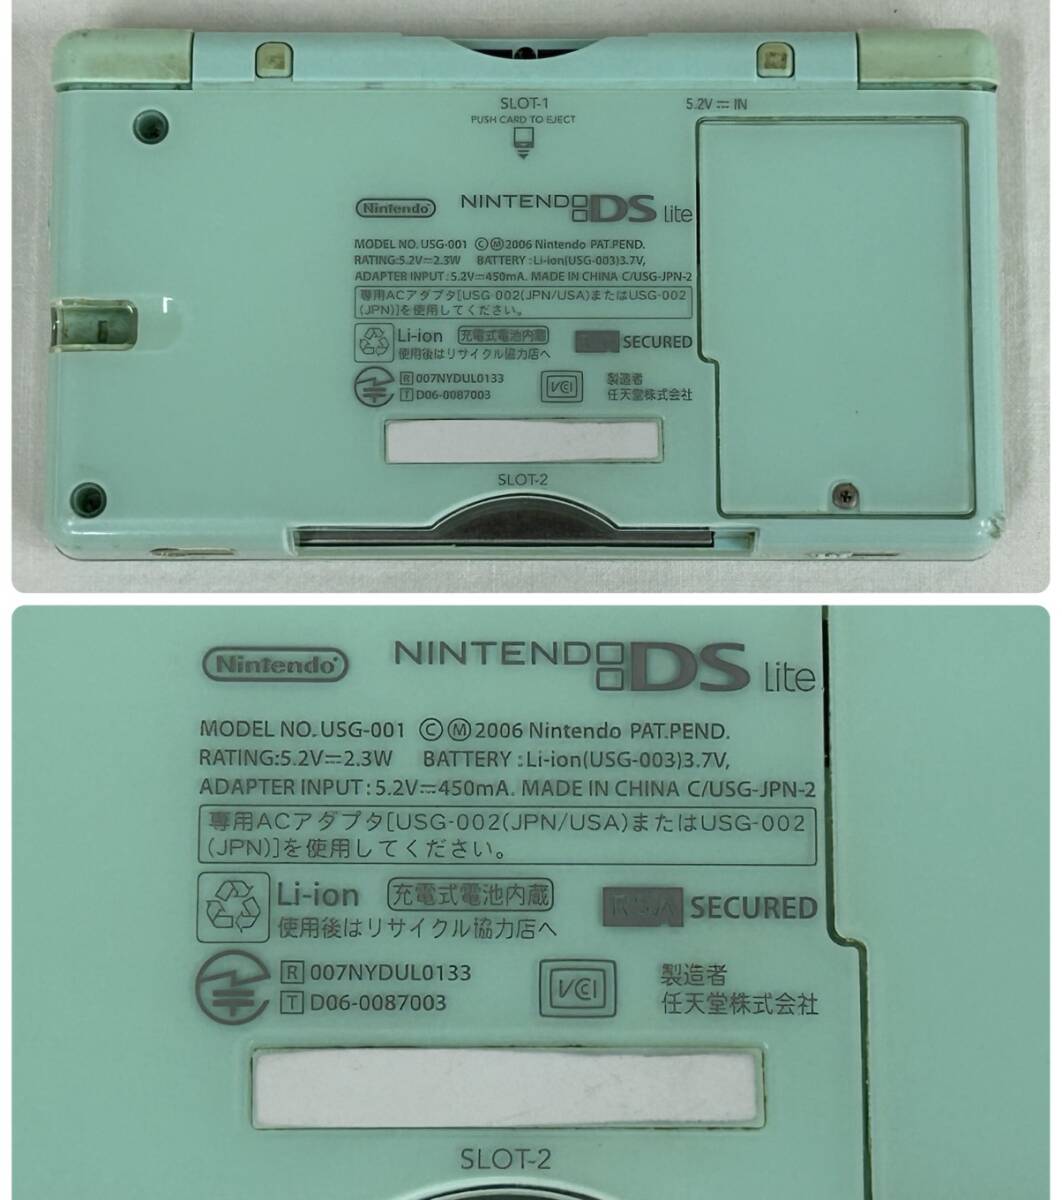 SLOT-1
PUSH CARD TO EJECT
5.2V⎓IN
Nintendo
NINTENDO DS Lite
MODEL NO. USG-001 ⒸⓂ2006 Nintendo PAT.PEND.
RATING:5.2V⎓2.3W BATTERY:Li-ion(USG-003)3.7V,
ADAPTER INPUT:5.2V⎓450mA. MADE IN CHINA C/USG-JPN-2
専用ACアダプタ[USG-002(JPN/USA)またはUSG-002
(JPN)]を使用してください。
Li-ion 充電式電池内蔵
使用後はリサイクル協力店へ
RSA SECURED
R 007NYDUL0133
T D06-0087003
VCI
製造者
任天堂株式会社
SLOT-2
Nintendo
NINTENDO DS Lite
MODEL NO. USG-001 ⒸⓂ2006 Nintendo PAT.PEND.
RATING:5.2V⎓2.3W BATTERY:Li-ion(USG-003)3.7V,
ADAPTER INPUT:5.2V⎓450mA. MADE IN CHINA C/USG-JPN-2
専用ACアダプタ[USG-002(JPN/USA)またはUSG-002
(JPN)]を使用してください。
Li-ion 充電式電池内蔵
使用後はリサイクル協力店へ
RSA SECURED
R 007NYDUL0133
T D06-0087003
VCI
製造者
任天堂株式会社
SLOT-2